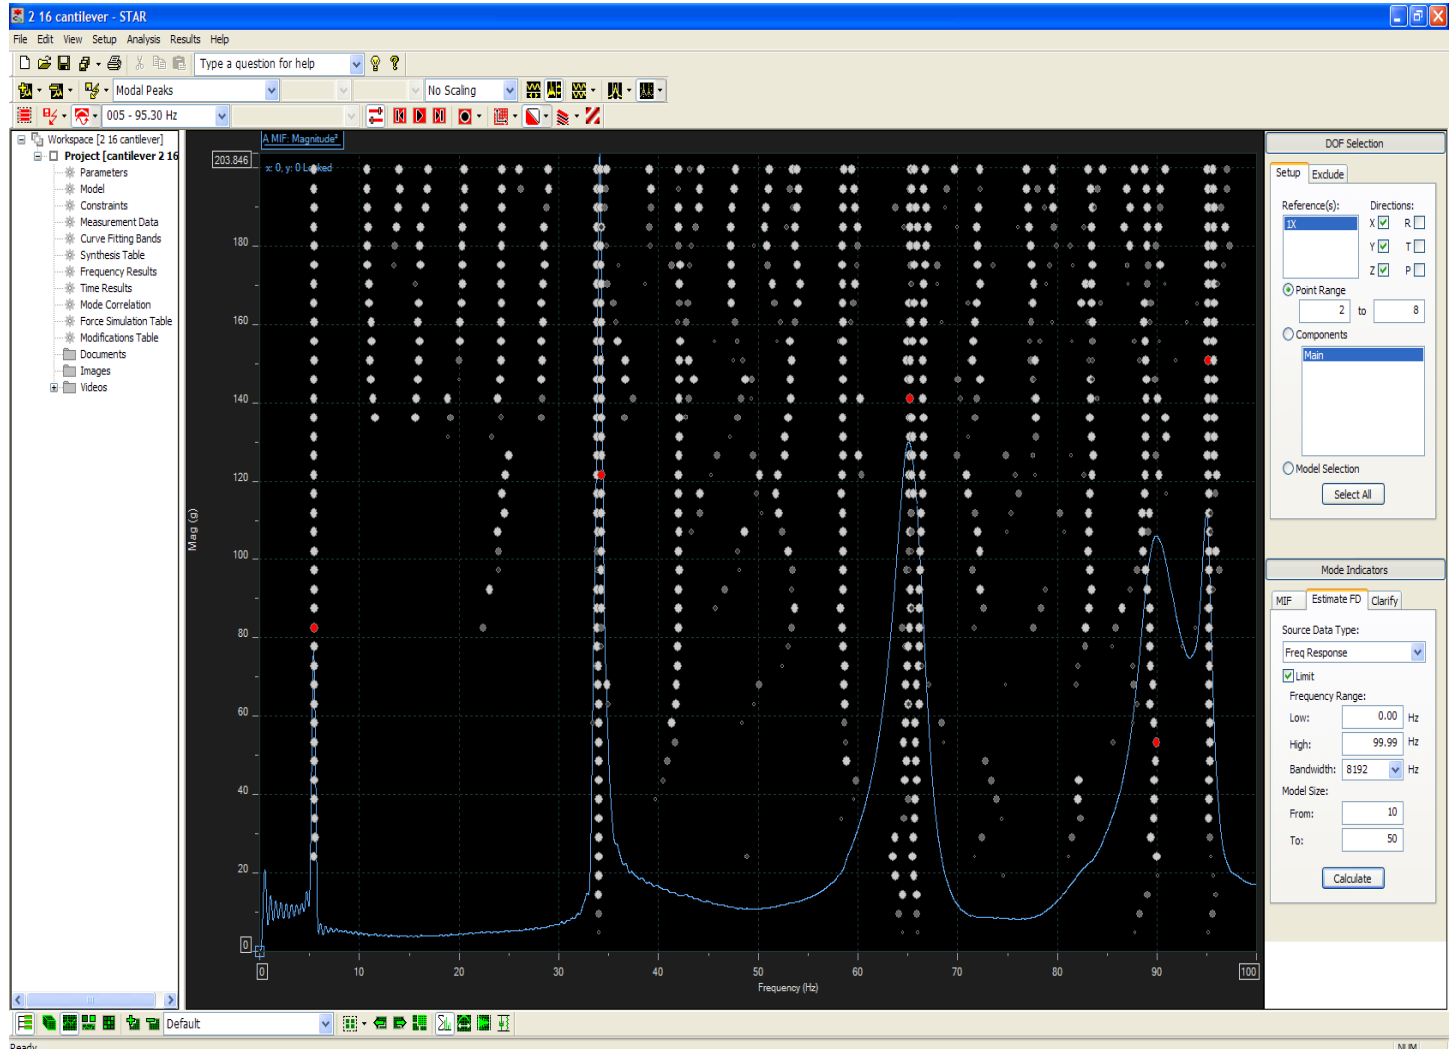 2 16 cantilever - STAR
File Edit View Setup Analysis Results Help
Type a question for help
Modal Peaks
No Scaling
005 - 95.30 Hz
Workspace [2 16 cantilever]
Project [cantilever 2 16
Parameters
Model
Constraints
Measurement Data
Curve Fitting Bands
Synthesis Table
Frequency Results
Time Results
Mode Correlation
Force Simulation Table
Modifications Table
Documents
Images
Videos
A MIF: Magnitude²
x: 0, y: 0 Locked
203.846
180
160
140
120
100
80
60
40
20
0
Mag (g)
0 10 20 30 40 50 60 70 80 90 100
Frequency (Hz)
DOF Selection
Setup Exclude
Reference(s): Directions:
1X X R
Y T
Z P
Point Range
2 to 8
Components
Main
Model Selection
Select All
Mode Indicators
MIF Estimate FD Clarify
Source Data Type:
Freq Response
Limit
Frequency Range:
Low: 0.00 Hz
High: 99.99 Hz
Bandwidth: 8192 Hz
Model Size:
From: 10
To: 50
Calculate
Default
Ready NUM